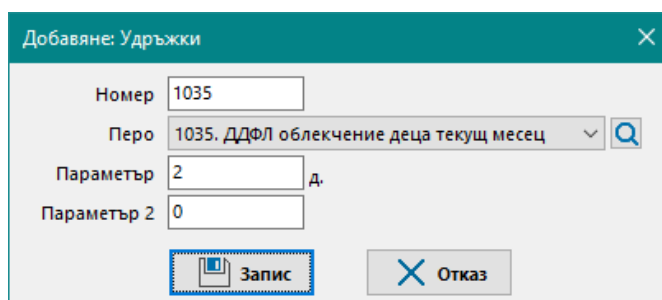 Добавяне: Удръжки
Номер 1035
Перо 1035. ДДФЛ облекчение деца текущ месец
Параметър 2 д.
Параметър 2 0
Запис Отказ